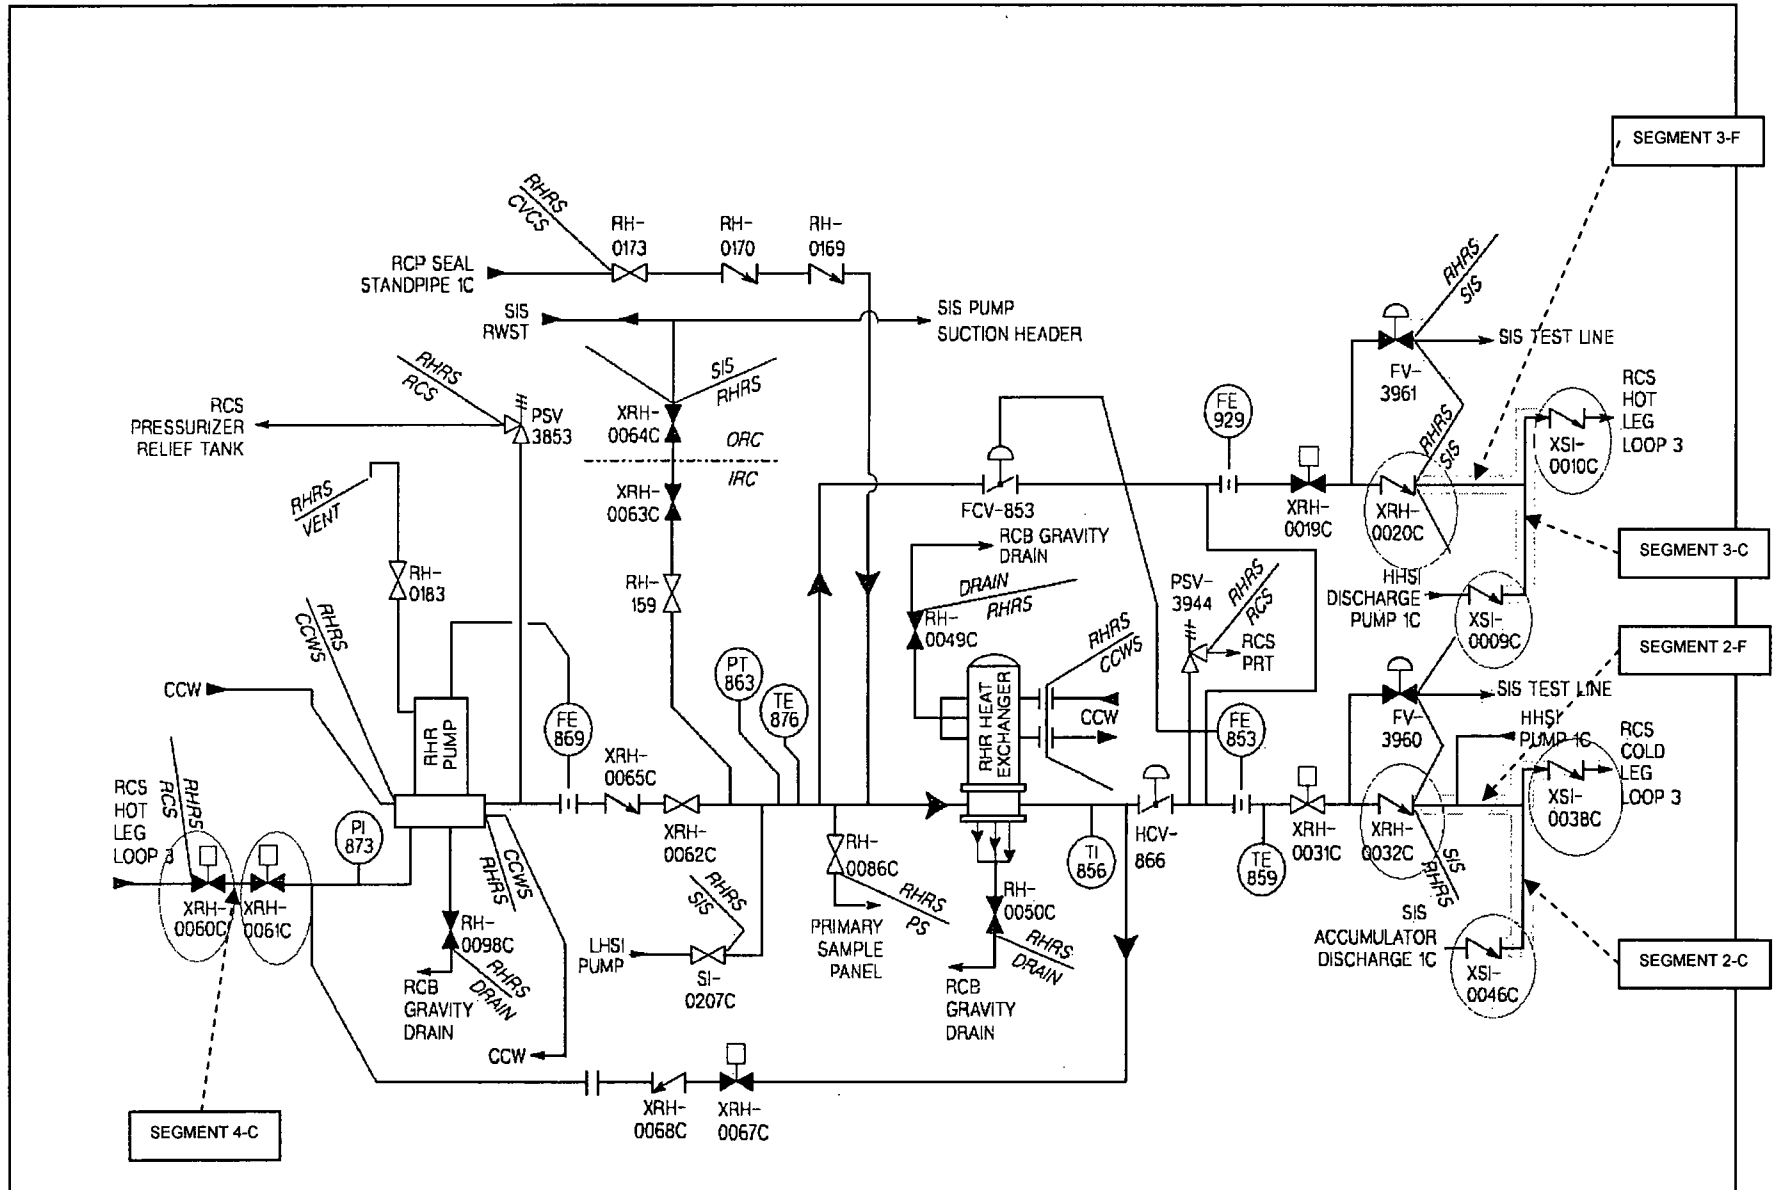 SEGMENT 3-F
RHRS
CVCS
RH-
0173
RH-
0170
RH-
0169
RCP SEAL
STANDPIPE 1C
SIS
RWST
SIS PUMP
SUCTION HEADER
RHRS
SIS
SIS TEST LINE
FV-
3961
RCS
HOT
LEG
LOOP 3
RHRS
RCS
SIS
RHRS
PSV
3853
RCS
PRESSURIZER
RELIEF TANK
XRH-
0064C
ORC
IRC
XRH-
0063C
FE
929
RHRS
SIS
XSI-
0010C
FCV-853
XRH-
0019C
XRH-
0020C
RHRS
VENT
RH-
0183
RH-
159
RCB GRAVITY
DRAIN
DRAIN
RHRS
RH-
0049C
PSV-
3944
RHRS
RCS
RCS
PRT
HHSI
DISCHARGE
PUMP 1C
XSI-
0009C
SEGMENT 3-C
SEGMENT 2-F
RHRS
CCWS
CCW
RHR
PUMP
FE
869
PT
863
TE
876
RHR HEAT
EXCHANGER
RHRS
CCWS
CCW
FE
853
SIS TEST LINE
FV-
3960
HHSI
PUMP 1C
RCS
COLD
LEG
LOOP 3
XSI-
0038C
RCS
HOT
LEG
LOOP 3
RHRS
RCS
PI
873
XRH-
0065C
XRH-
0062C
XRH-
0060C
XRH-
0061C
CCWS
RHRS
RH-
0098C
RHRS
DRAIN
RCB
GRAVITY
DRAIN
CCW
LHSI
PUMP
RHRS
SIS
SI-
0207C
RH-
0086C
RHRS
PS
PRIMARY
SAMPLE
PANEL
RH-
0050C
RHRS
DRAIN
RCB
GRAVITY
DRAIN
TI
856
HCV-
866
TE
859
XRH-
0031C
XRH-
0032C
SIS
RHRS
SIS
ACCUMULATOR
DISCHARGE 1C
XSI-
0046C
SEGMENT 2-C
XRH-
0068C
XRH-
0067C
SEGMENT 4-C